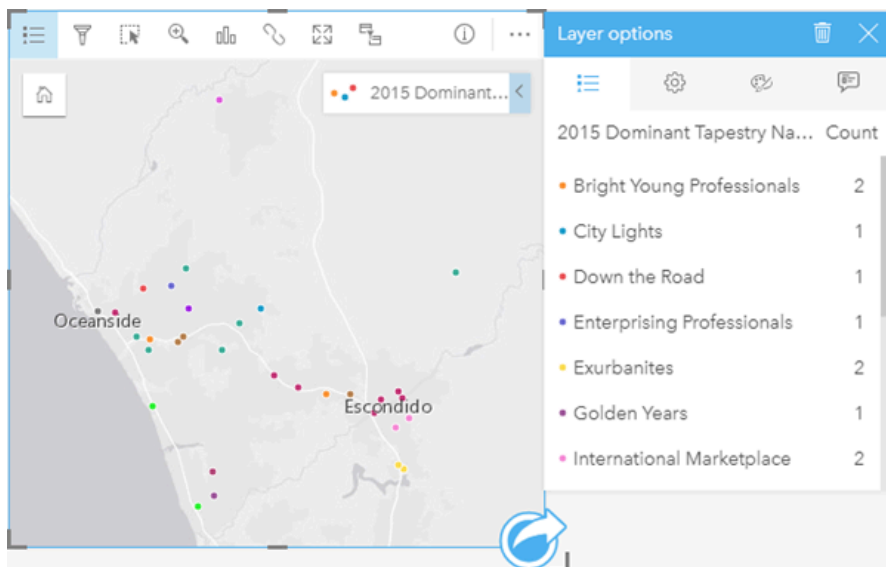 2015 Dominant...
Oceanside
Escondido
Layer options
2015 Dominant Tapestry Na... Count
Bright Young Professionals 2
City Lights 1
Down the Road 1
Enterprising Professionals 1
Exurbanites 2
Golden Years 1
International Marketplace 2